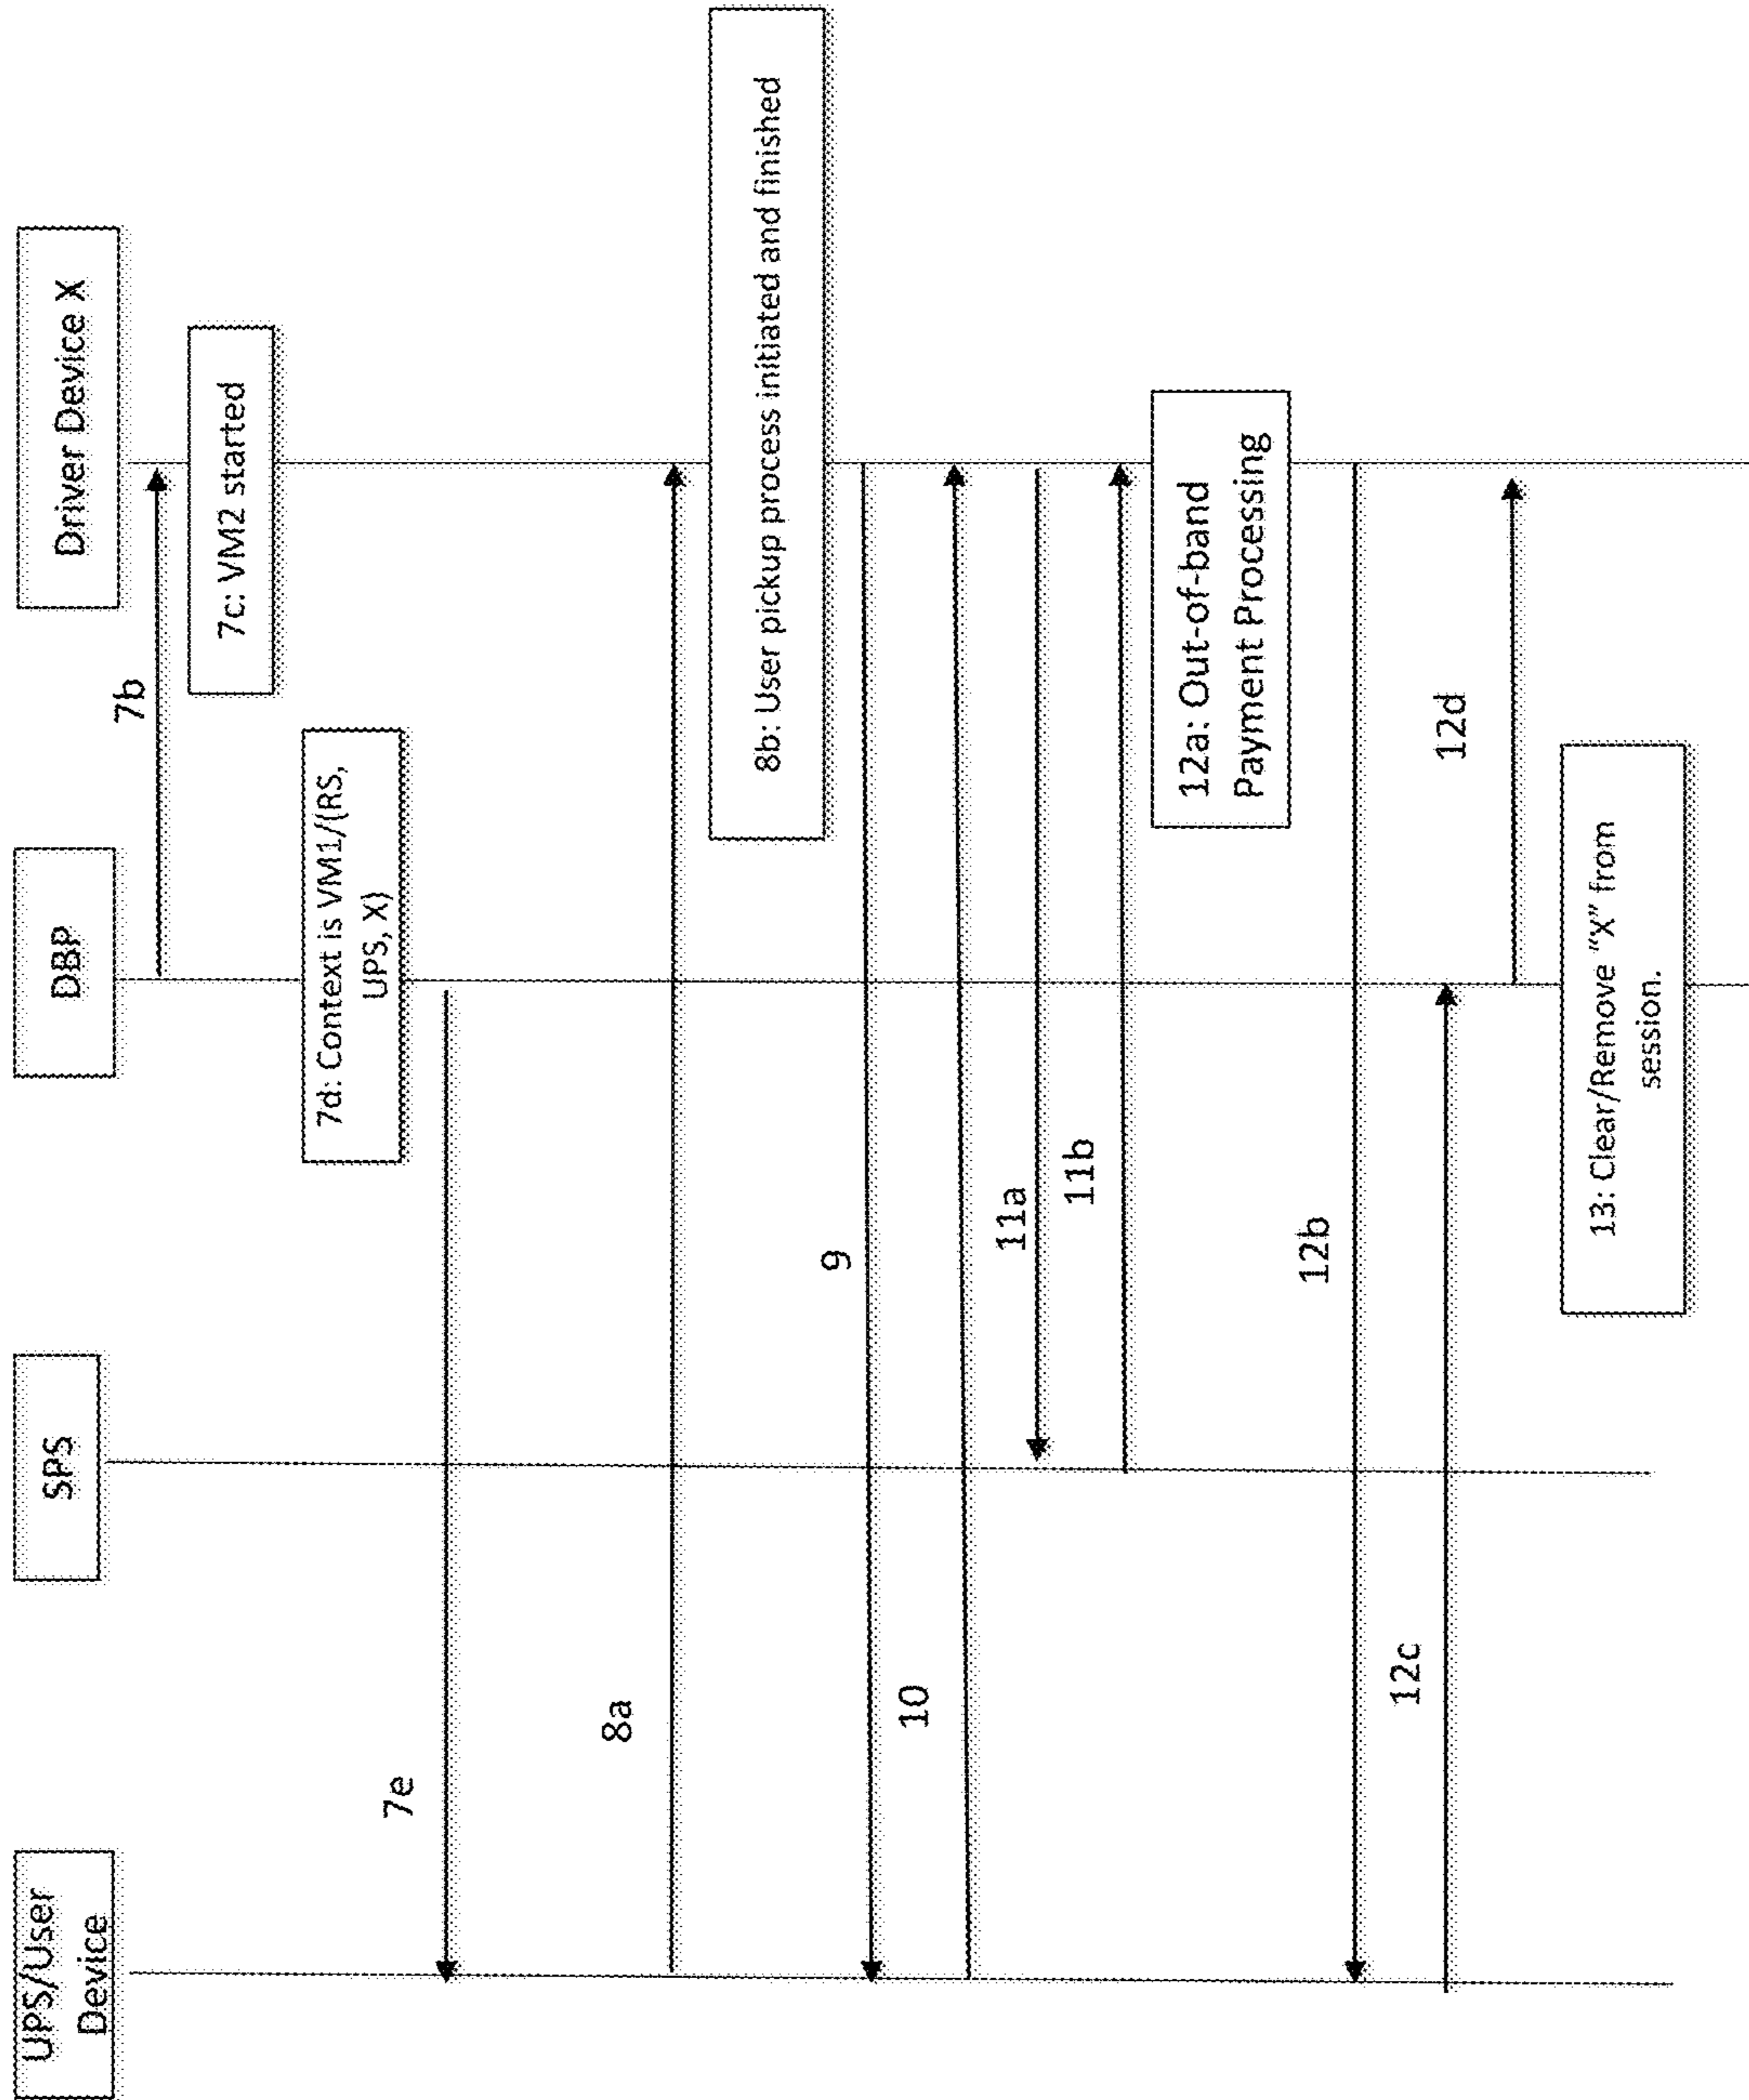 UPS/User
Device
SPS
DBP
Driver Device X
7b
7c: VM2 started
7d: Context is VM1/(RS,
UPS, X)
7e
8a
8b: User pickup process initiated and finished
9
10
11a
11b
12a: Out-of-band
Payment Processing
12b
12c
12d
13: Clear/Remove “X” from
session.